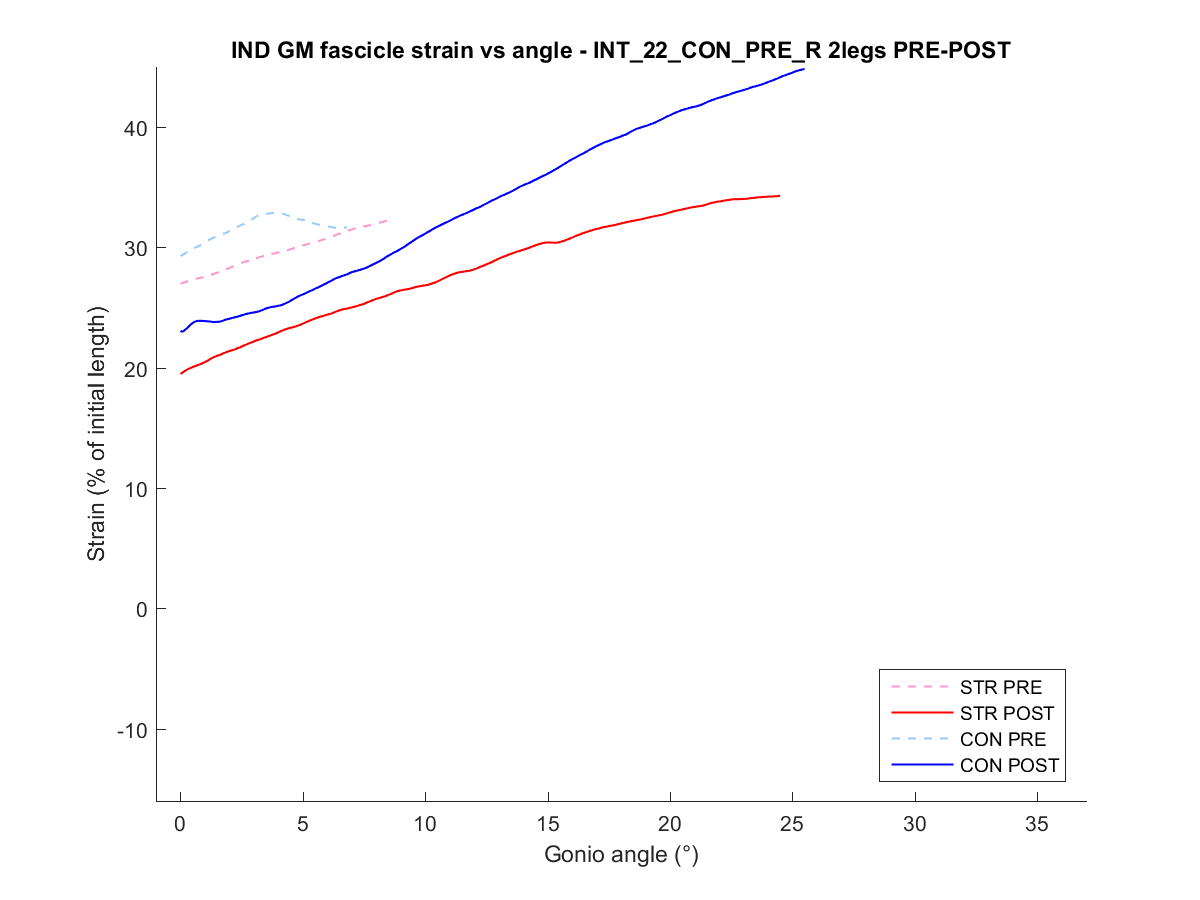 IND GM fascicle strain vs angle - INT_22_CON_PRE_R 2legs PRE-POST
Strain (% of initial length)
40
30
20
10
0
-10
0 5 10 15 20 25 30 35
Gonio angle (°)
STR PRE
STR POST
CON PRE
CON POST